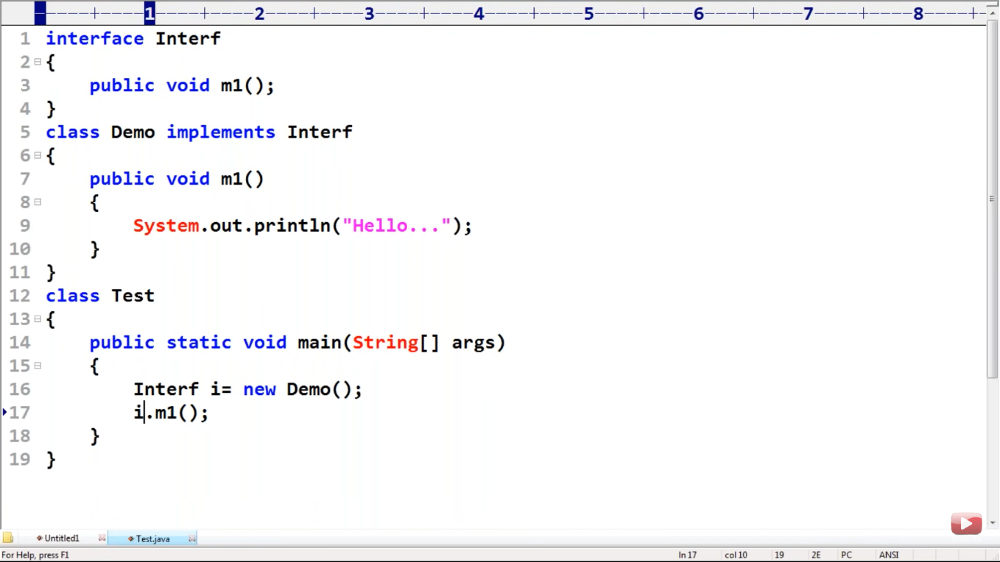 1 2 3 4 5 6 7 8
1 interface Interf
2 {
3 public void m1();
4 }
5 class Demo implements Interf
6 {
7 public void m1()
8 {
9 System.out.println("Hello...");
10 }
11 }
12 class Test
13 {
14 public static void main(String[] args)
15 {
16 Interf i= new Demo();
17 i.m1();
18 }
19 }
Untitled1 Test.java
For Help, press F1 ln 17 col 10 19 2E PC ANSI